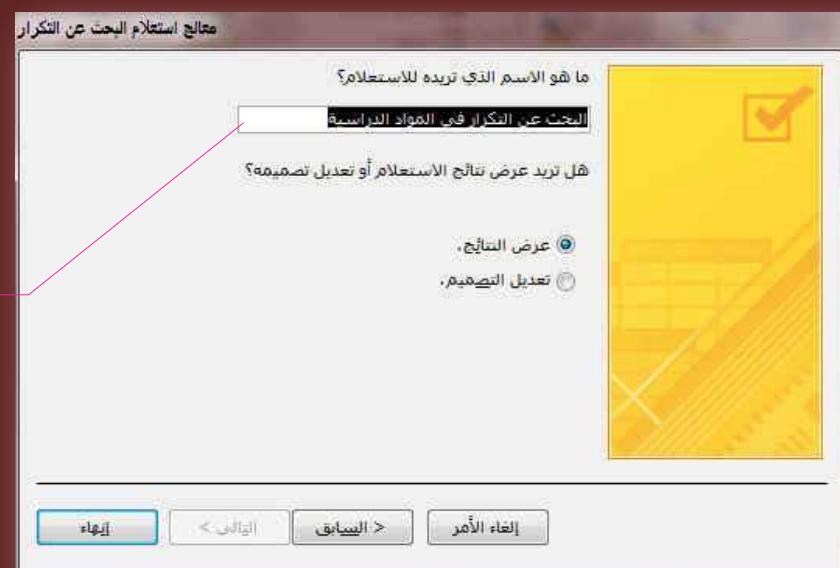 معالج استعلام البحث عن التكرار
ما هو الاسم الذي تريده للاستعلام؟
البحث عن التكرار في المواد الدراسية
هل تريد عرض نتائج الاستعلام أو تعديل تصميمه؟
عرض النتائج.
تعديل التصميم.
إلغاء الأمر
< السابق
التالي >
إنهاء